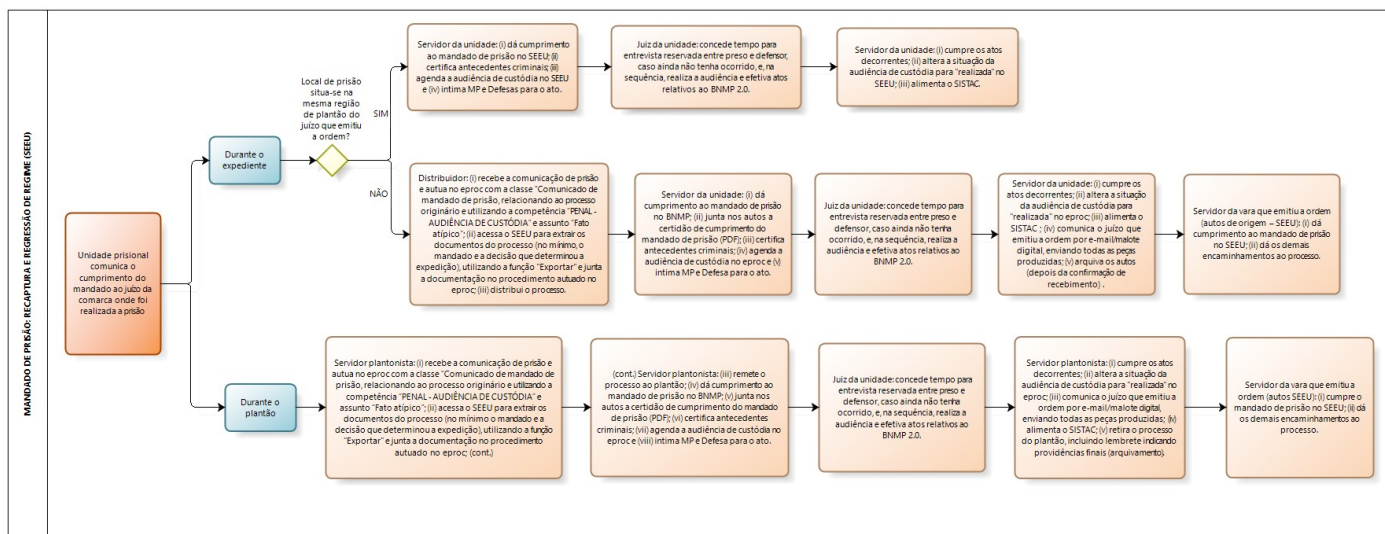 MANDADO DE PRISÃO: RECAPTURA E REGRESSÃO DE REGIME (SEEU)
Unidade prisional
comunica o
cumprimento do
mandado ao juízo da
comarca onde foi
realizada a prisão
Durante o
expediente
Local de prisão
situa-se na
mesma região
de plantão do
juízo que emitiu
a ordem?
SIM
Servidor da unidade: (i) dá cumprimento
ao mandado de prisão no SEEU; (ii)
certifica antecedentes criminais; (iii)
agenda a audiência de custódia no SEEU
e (iv) intima MP e Defesas para o ato.
Juiz da unidade: concede tempo para
entrevista reservada entre preso e defensor,
caso ainda não tenha ocorrido, e, na
sequência, realiza a audiência e efetiva atos
relativos ao BNMP 2.0.
Servidor da unidade: (i) cumpre os atos
decorrentes; (ii) altera a situação da
audiência de custódia para "realizada" no
SEEU; (iii) alimenta o SISTAC.
NÃO
Distribuidor: (i) recebe a comunicação de prisão
e autua no eproc com a classe "Comunicado de
mandado de prisão, relacionando ao processo
originário e utilizando a competência "PENAL -
AUDIÊNCIA DE CUSTÓDIA" e assunto "Fato
atípico"; (ii) acessa o SEEU para extrair os
documentos do processo (no mínimo, o
mandado e a decisão que determinou a
expedição), utilizando a função "Exportar" e junta
a documentação no procedimento autuado no
eproc; (iii) distribui o processo.
Servidor da unidade: (i) dá
cumprimento ao mandado de prisão
no BNMP; (ii) junta nos autos a
certidão de cumprimento do
mandado de prisão (PDF); (iii) certifica
antecedentes criminais; (iv) agenda a
audiência de custódia no eproc e (v)
intima MP e Defesa para o ato.
Juiz da unidade: concede tempo para
entrevista reservada entre preso e
defensor, caso ainda não tenha
ocorrido, e, na sequência, realiza a
audiência e efetiva atos relativos ao
BNMP 2.0.
Servidor da unidade: (i) cumpre os
atos decorrentes; (ii) altera a situação
da audiência de custódia para
"realizada" no eproc; (iii) alimenta o
SISTAC ; (iv) comunica o juízo que
emitiu a ordem por e-mail/malote
digital, enviando todas as peças
produzidas; (v) arquiva os autos
(depois da confirmação de
recebimento) .
Servidor da vara que emitiu a ordem
(autos de origem – SEEU): (i) dá
cumprimento ao mandado de prisão
no SEEU; (ii) dá os demais
encaminhamentos ao processo.
Durante o
plantão
Servidor plantonista: (i) recebe a comunicação de prisão e
autua no eproc com a classe "Comunicado de mandado de
prisão, relacionando ao processo originário e utilizando a
competência "PENAL - AUDIÊNCIA DE CUSTÓDIA" e
assunto "Fato atípico"; (ii) acessa o SEEU para extrair os
documentos do processo (no mínimo o mandado e a
decisão que determinou a expedição), utilizando a função
"Exportar" e junta a documentação no procedimento
autuado no eproc; (cont.)
(cont.) Servidor plantonista: (iii) remete o
processo ao plantão; (iv) dá cumprimento ao
mandado de prisão no BNMP; (v) junta nos
autos a certidão de cumprimento do mandado
de prisão (PDF); (vi) certifica antecedentes
criminais; (vii) agenda a audiência de custódia no
eproc e (viii) intima MP e Defesa para o ato.
Juiz da unidade: concede tempo para
entrevista reservada entre preso e
defensor, caso ainda não tenha
ocorrido, e, na sequência, realiza a
audiência e efetiva atos relativos ao
BNMP 2.0.
Servidor plantonista: (i) cumpre os atos
decorrentes; (ii) altera a situação da
audiência de custódia para "realizada" no
eproc; (iii) comunica o juízo que emitiu a
ordem por e-mail/malote digital,
enviando todas as peças produzidas; (iv)
alimenta o SISTAC; (v) retira o processo
do plantão, incluindo lembrete indicando
providências finais (arquivamento).
Servidor da vara que emitiu a
ordem (autos SEEU): (i) cumpre o
mandado de prisão no SEEU; (ii) dá
os demais encaminhamentos ao
processo.